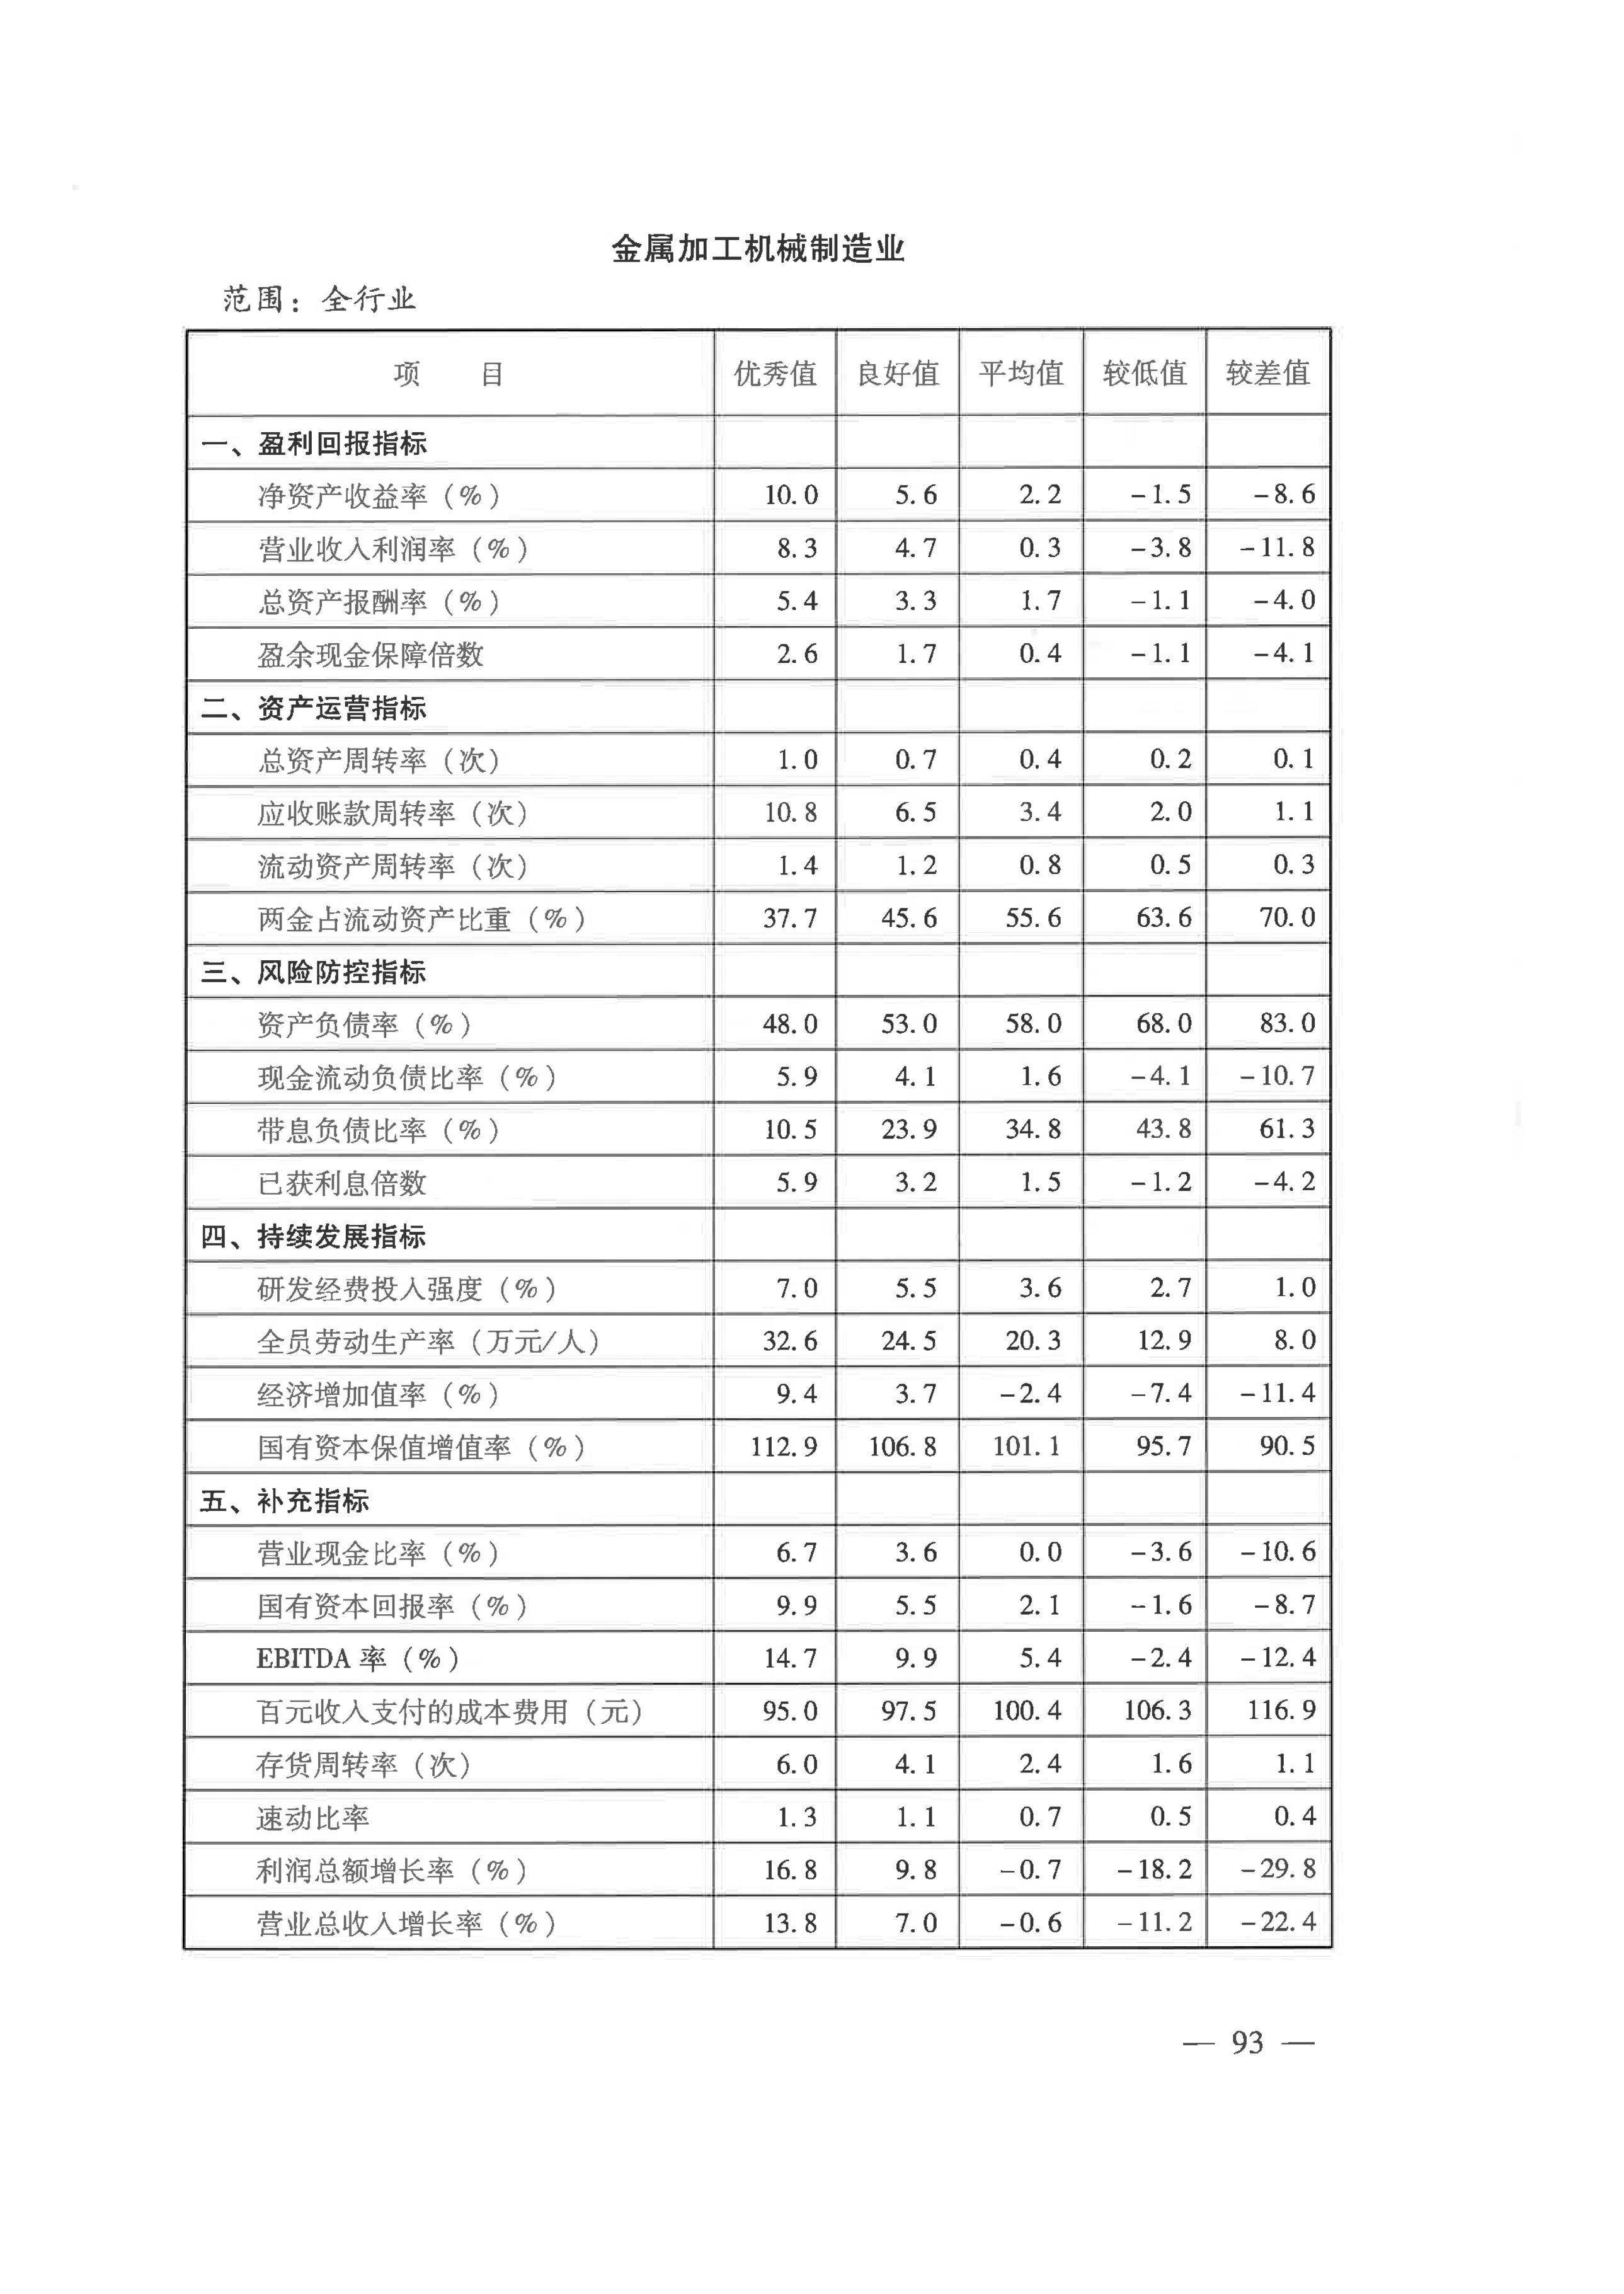 金属加工机械制造业
范围：全行业
项 目 优秀值 良好值 平均值 较低值 较差值
一、盈利回报指标
净资产收益率（%） 10.0 5.6 2.2 -1.5 -8.6
营业收入利润率（%） 8.3 4.7 0.3 -3.8 -11.8
总资产报酬率（%） 5.4 3.3 1.7 -1.1 -4.0
盈余现金保障倍数 2.6 1.7 0.4 -1.1 -4.1
二、资产运营指标
总资产周转率（次） 1.0 0.7 0.4 0.2 0.1
应收账款周转率（次） 10.8 6.5 3.4 2.0 1.1
流动资产周转率（次） 1.4 1.2 0.8 0.5 0.3
两金占流动资产比重（%） 37.7 45.6 55.6 63.6 70.0
三、风险防控指标
资产负债率（%） 48.0 53.0 58.0 68.0 83.0
现金流动负债比率（%） 5.9 4.1 1.6 -4.1 -10.7
带息负债比率（%） 10.5 23.9 34.8 43.8 61.3
已获利息倍数 5.9 3.2 1.5 -1.2 -4.2
四、持续发展指标
研发经费投入强度（%） 7.0 5.5 3.6 2.7 1.0
全员劳动生产率（万元/人） 32.6 24.5 20.3 12.9 8.0
经济增加值率（%） 9.4 3.7 -2.4 -7.4 -11.4
国有资本保值增值率（%） 112.9 106.8 101.1 95.7 90.5
五、补充指标
营业现金比率（%） 6.7 3.6 0.0 -3.6 -10.6
国有资本回报率（%） 9.9 5.5 2.1 -1.6 -8.7
EBITDA 率（%） 14.7 9.9 5.4 -2.4 -12.4
百元收入支付的成本费用（元） 95.0 97.5 100.4 106.3 116.9
存货周转率（次） 6.0 4.1 2.4 1.6 1.1
速动比率 1.3 1.1 0.7 0.5 0.4
利润总额增长率（%） 16.8 9.8 -0.7 -18.2 -29.8
营业总收入增长率（%） 13.8 7.0 -0.6 -11.2 -22.4
— 93 —